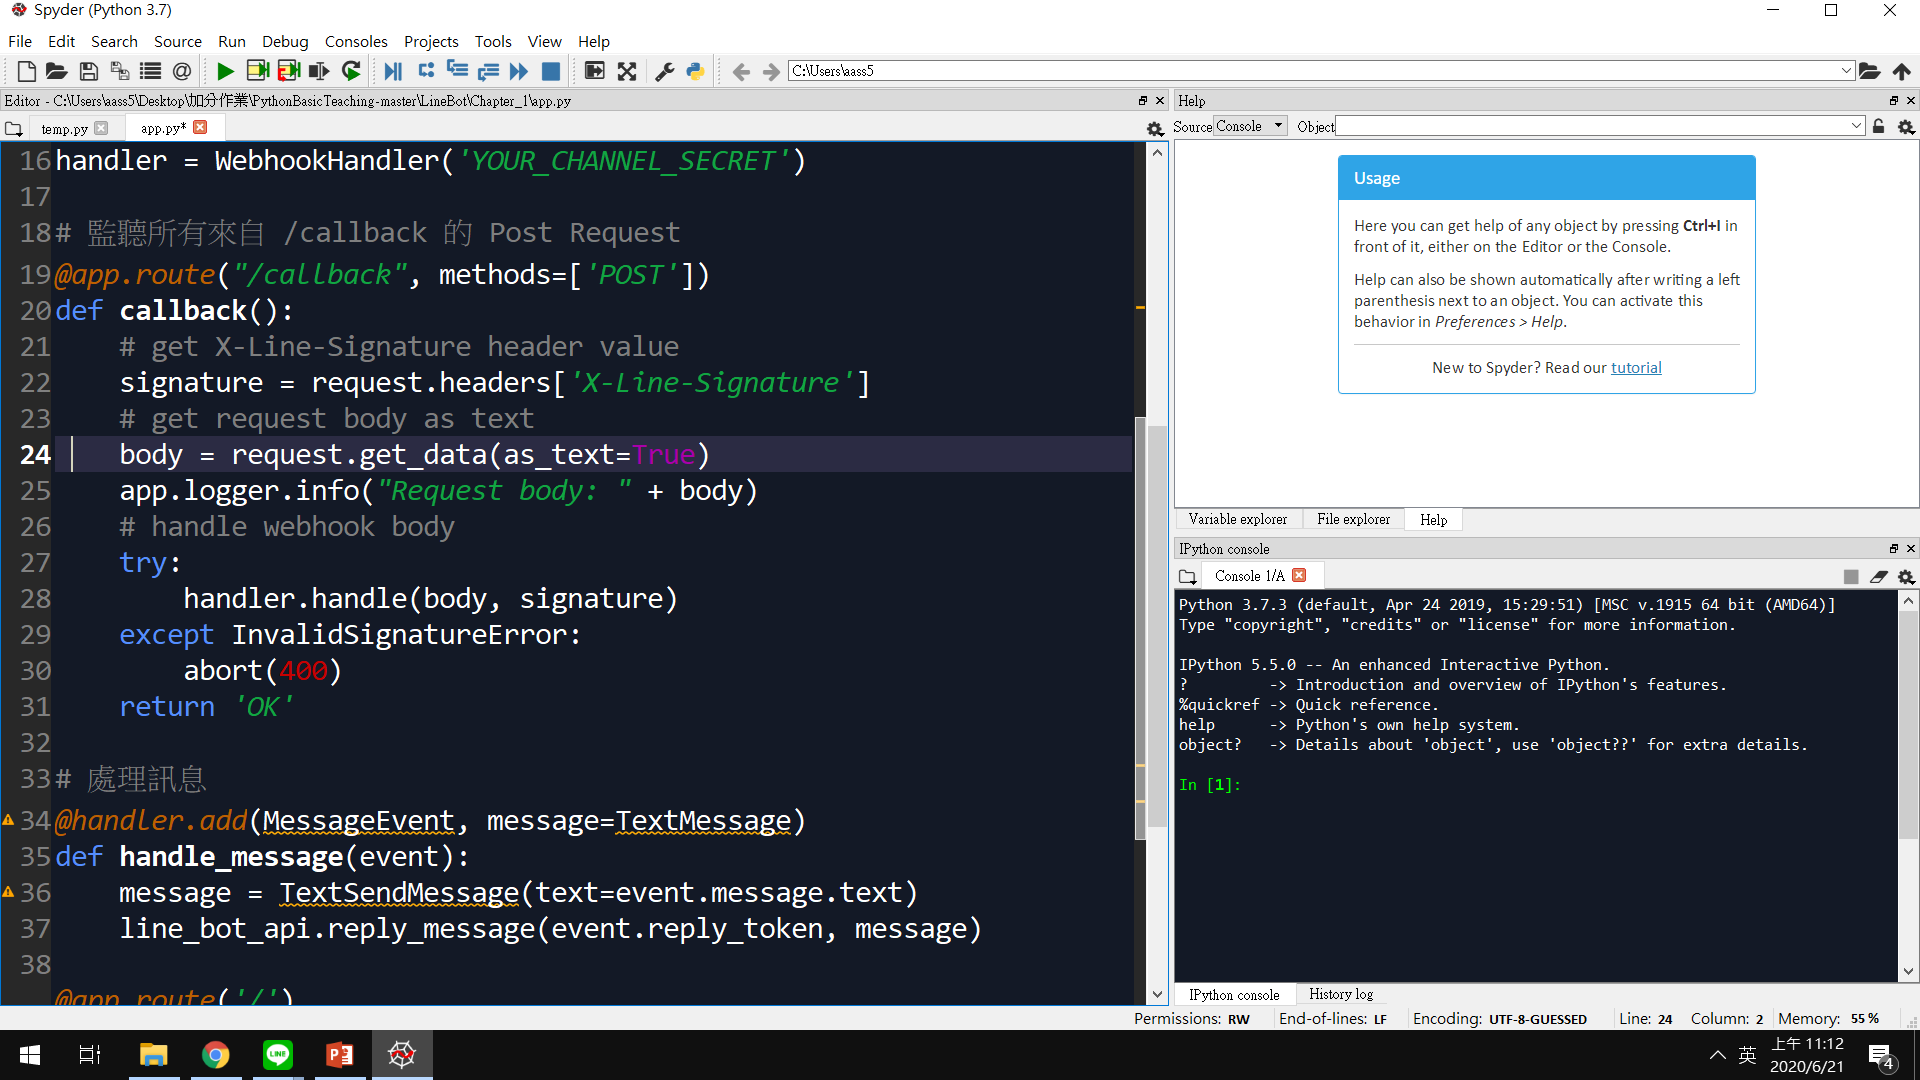 Spyder (Python 3.7)
File Edit Search Source Run Debug Consoles Projects Tools View Help
C:\Users\aass5
Editor - C:\Users\aass5\Desktop\加分作業\PythonBasicTeaching-master\LineBot\Chapter_1\app.py
temp.py app.py*
16 handler = WebhookHandler('YOUR_CHANNEL_SECRET')
17
18 # 監聽所有來自 /callback 的 Post Request
19 @app.route("/callback", methods=['POST'])
20 def callback():
21 # get X-Line-Signature header value
22 signature = request.headers['X-Line-Signature']
23 # get request body as text
24 body = request.get_data(as_text=True)
25 app.logger.info("Request body: " + body)
26 # handle webhook body
27 try:
28 handler.handle(body, signature)
29 except InvalidSignatureError:
30 abort(400)
31 return 'OK'
32
33 # 處理訊息
34 @handler.add(MessageEvent, message=TextMessage)
35 def handle_message(event):
36 message = TextSendMessage(text=event.message.text)
37 line_bot_api.reply_message(event.reply_token, message)
38
@app.route('/')
Help
Source Console Object
Usage
Here you can get help of any object by pressing Ctrl+I in
front of it, either on the Editor or the Console.
Help can also be shown automatically after writing a left
parenthesis next to an object. You can activate this
behavior in Preferences > Help.
New to Spyder? Read our tutorial
Variable explorer File explorer Help
IPython console
Console 1/A
Python 3.7.3 (default, Apr 24 2019, 15:29:51) [MSC v.1915 64 bit (AMD64)]
Type "copyright", "credits" or "license" for more information.
IPython 5.5.0 -- An enhanced Interactive Python.
? -> Introduction and overview of IPython's features.
%quickref -> Quick reference.
help -> Python's own help system.
object? -> Details about 'object', use 'object??' for extra details.
In [1]:
IPython console History log
Permissions: RW End-of-lines: LF Encoding: UTF-8-GUESSED Line: 24 Column: 2 Memory: 55 %
LINE
英
上午 11:12
2020/6/21
4